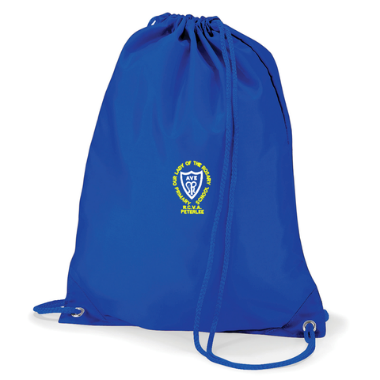 OUR LADY OF THE ROSARY
PRIMARY SCHOOL
AVE
R.C.V.A.
PETERLEE